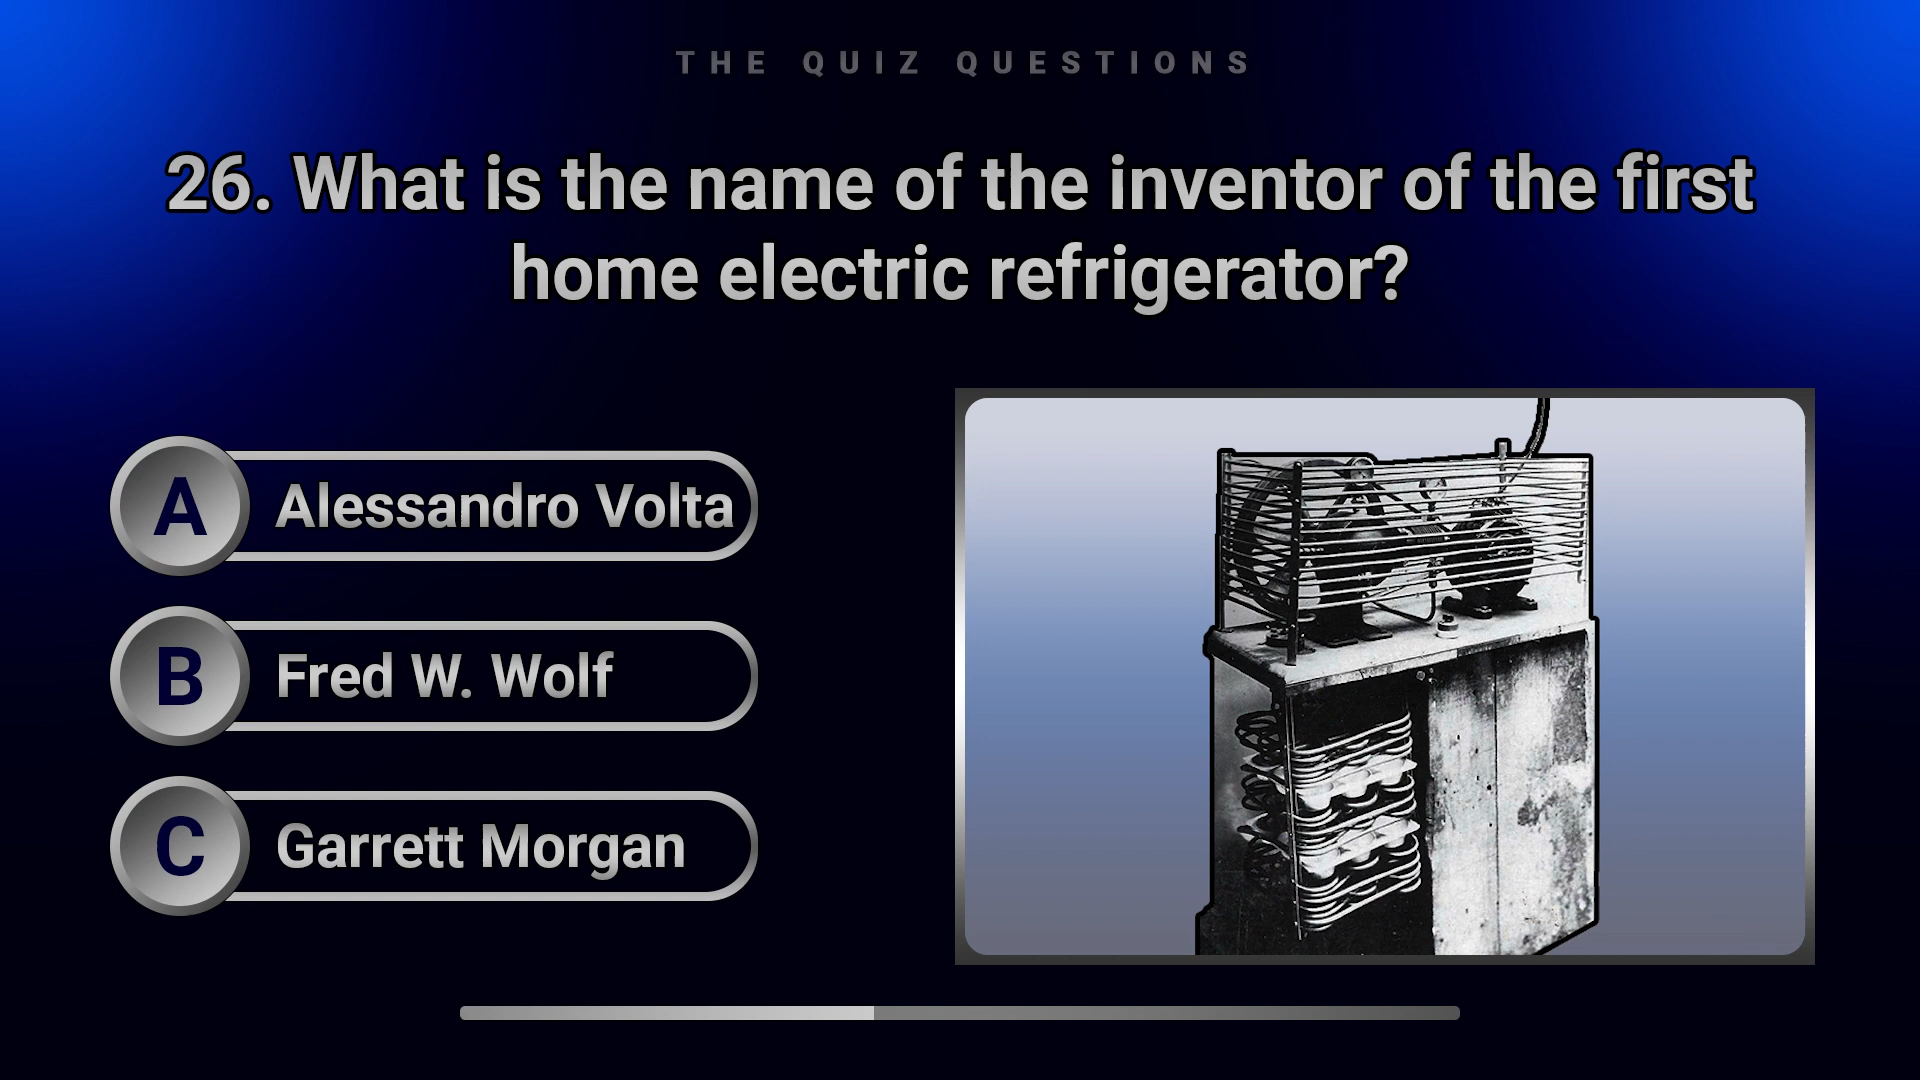 THE QUIZ QUESTIONS
26. What is the name of the inventor of the first
home electric refrigerator?
A Alessandro Volta
B Fred W. Wolf
C Garrett Morgan